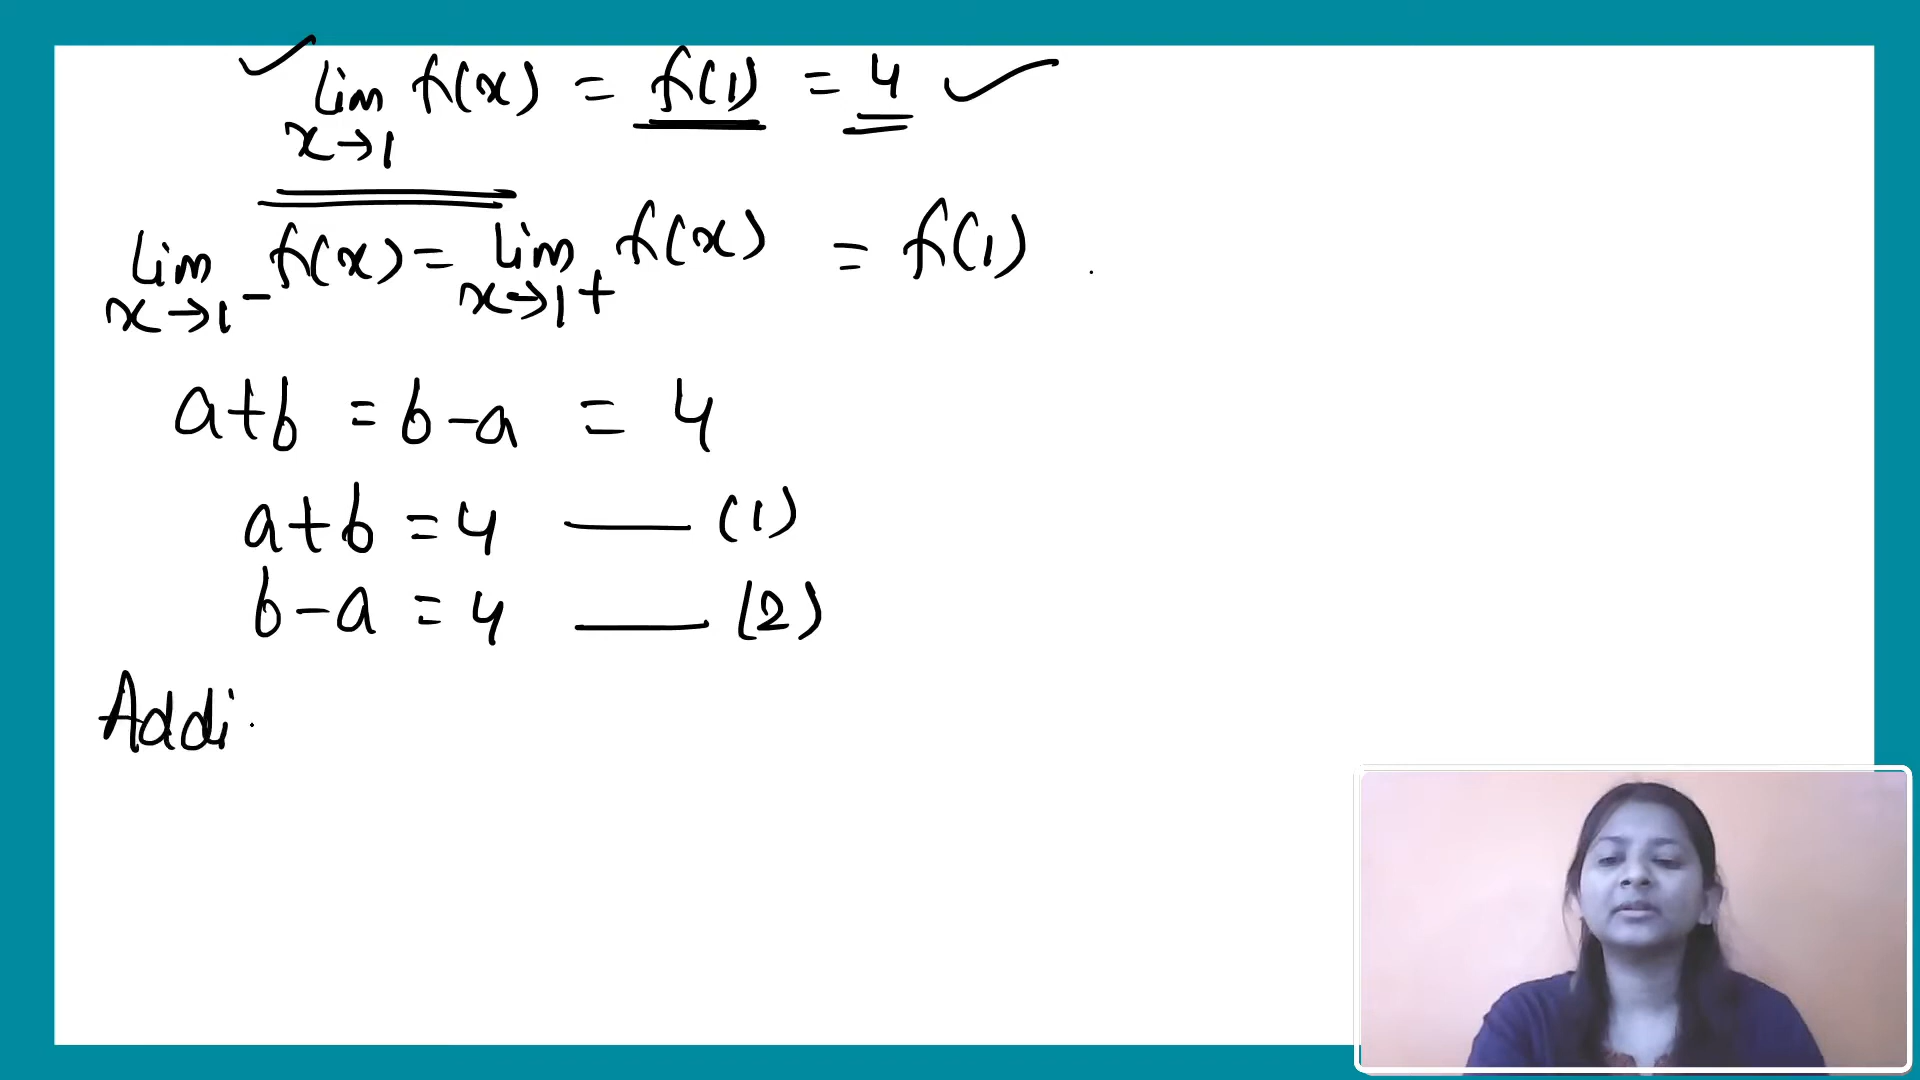 lim f(x) = f(1) = 4
x→1
lim f(x) = lim f(x) = f(1)
x→1⁻ x→1⁺
a+b = b-a = 4
a+b = 4 —— (1)
b-a = 4 —— (2)
Addi